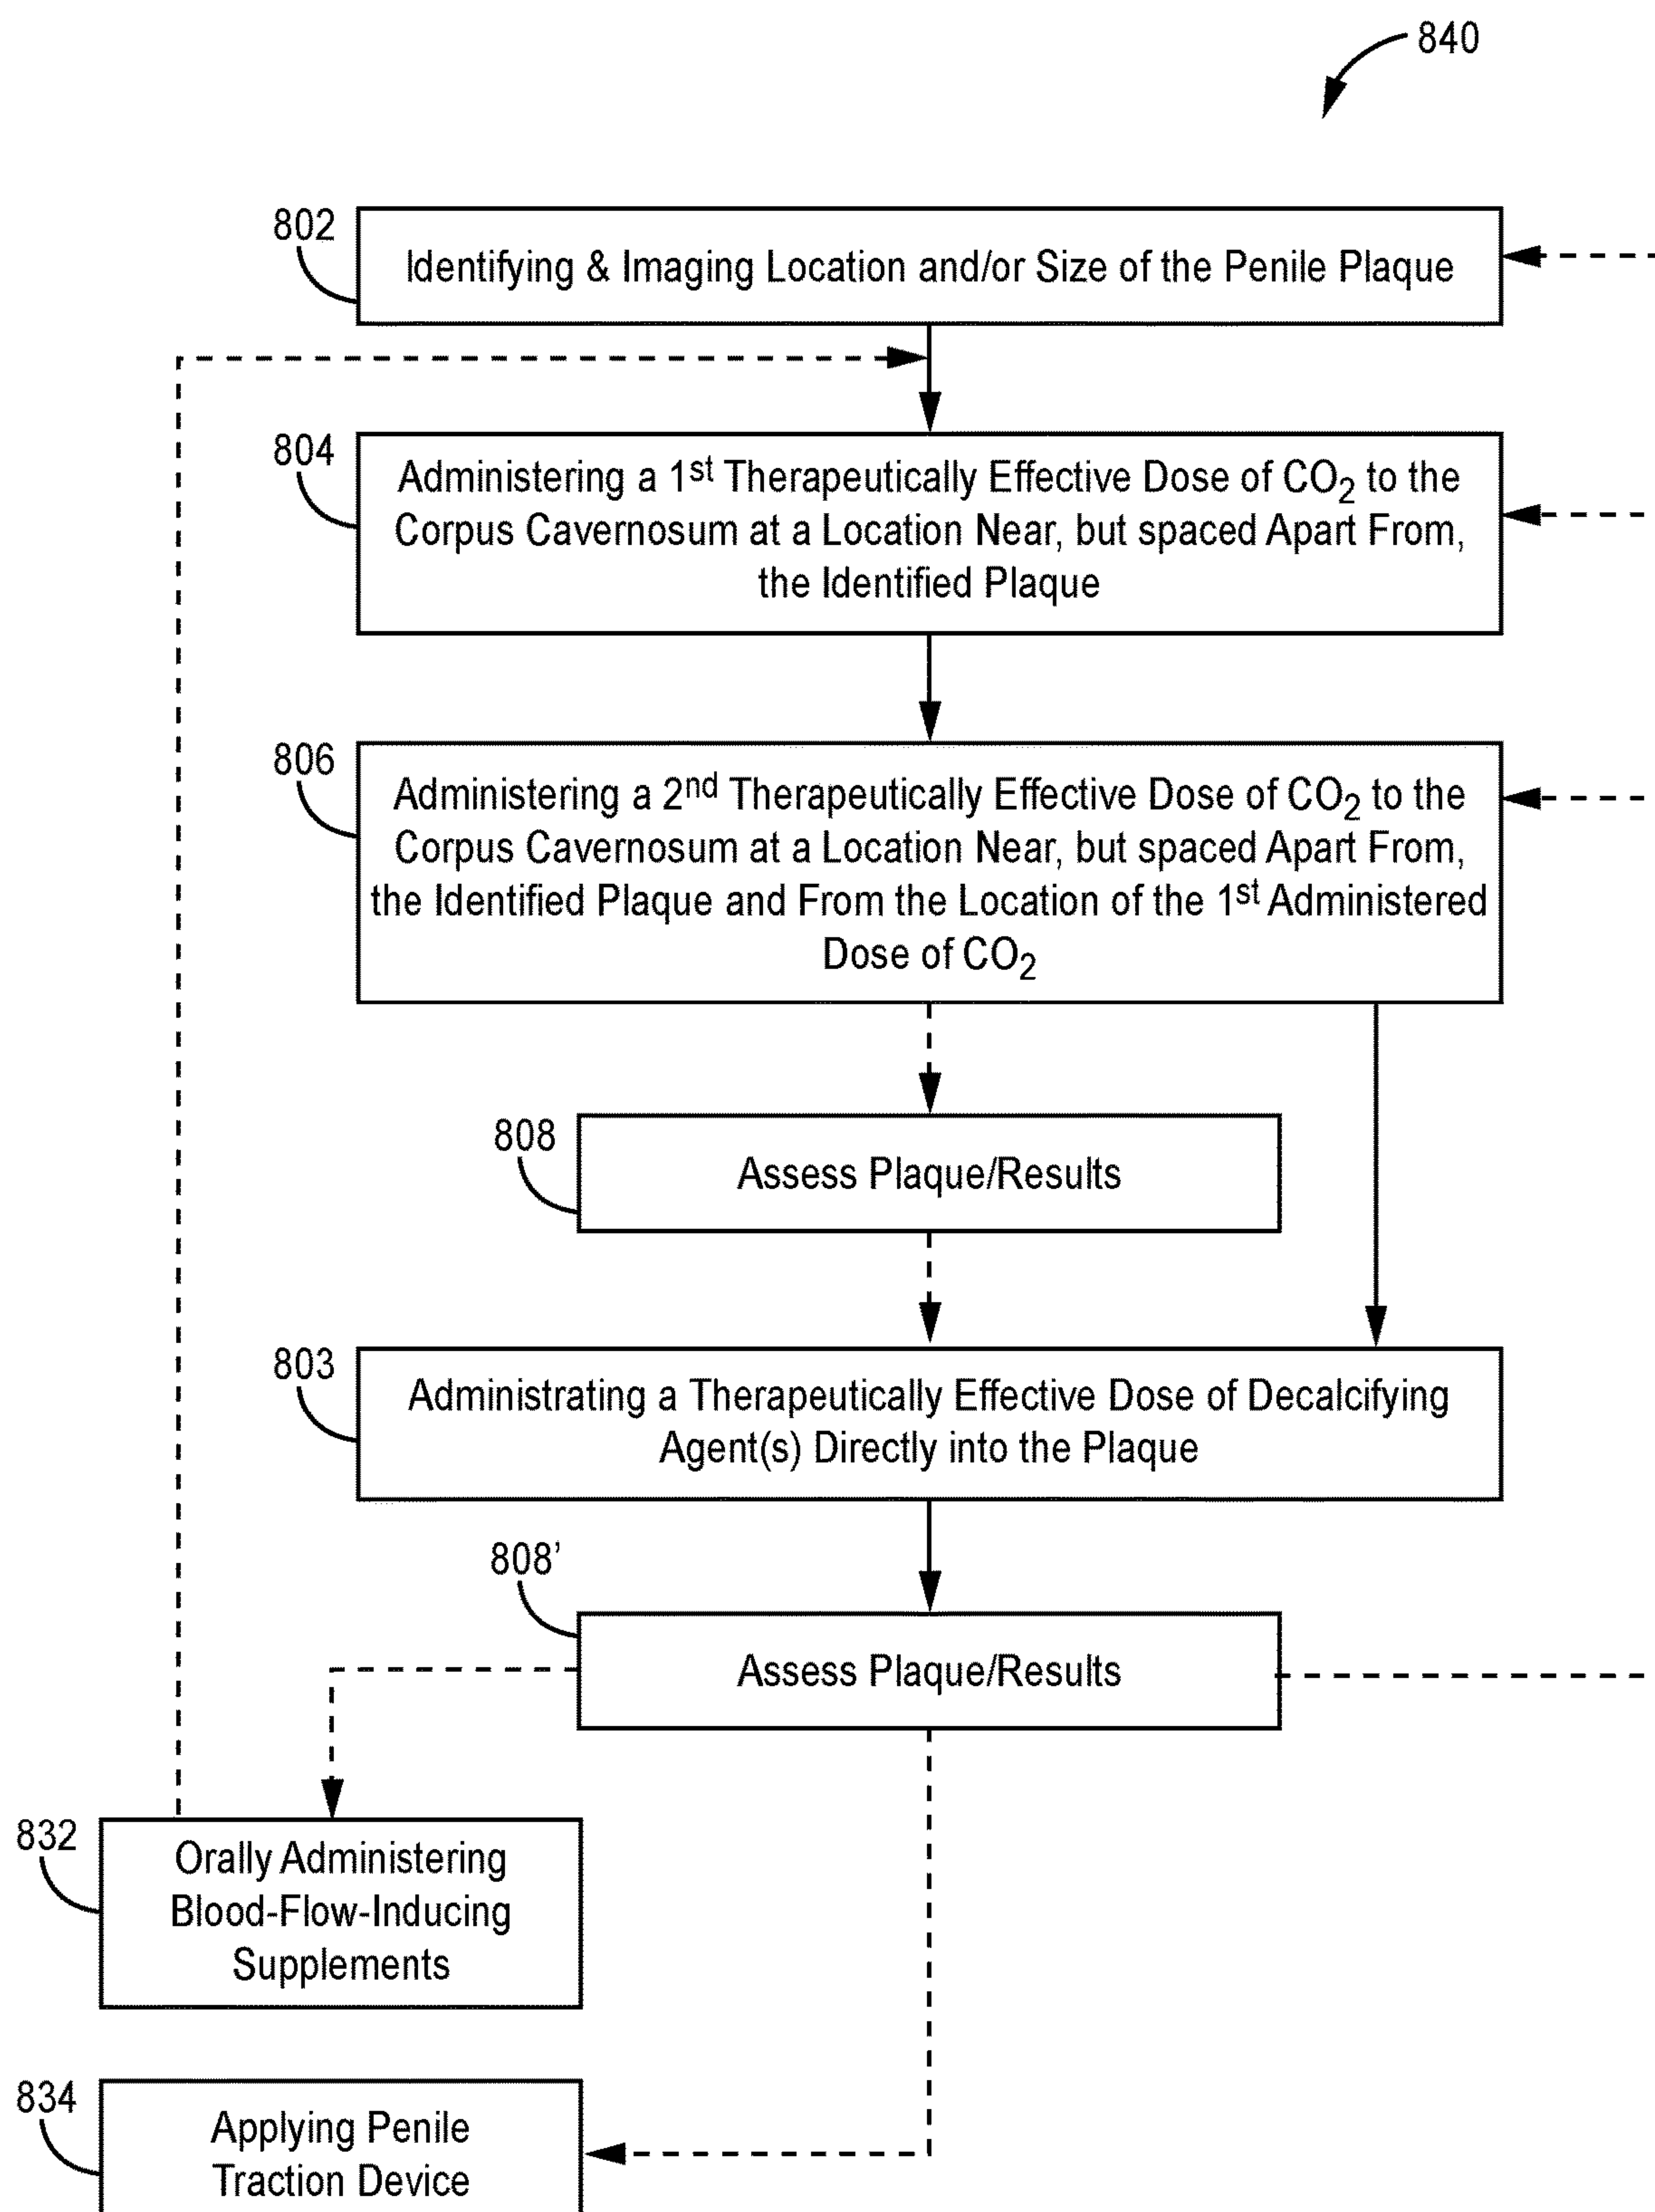 840
802
Identifying & Imaging Location and/or Size of the Penile Plaque
804
Administering a 1st Therapeutically Effective Dose of CO2 to the
Corpus Cavernosum at a Location Near, but spaced Apart From,
the Identified Plaque
806
Administering a 2nd Therapeutically Effective Dose of CO2 to the
Corpus Cavernosum at a Location Near, but spaced Apart From,
the Identified Plaque and From the Location of the 1st Administered
Dose of CO2
808
Assess Plaque/Results
803
Administrating a Therapeutically Effective Dose of Decalcifying
Agent(s) Directly into the Plaque
808’
Assess Plaque/Results
832
Orally Administering
Blood-Flow-Inducing
Supplements
834
Applying Penile
Traction Device